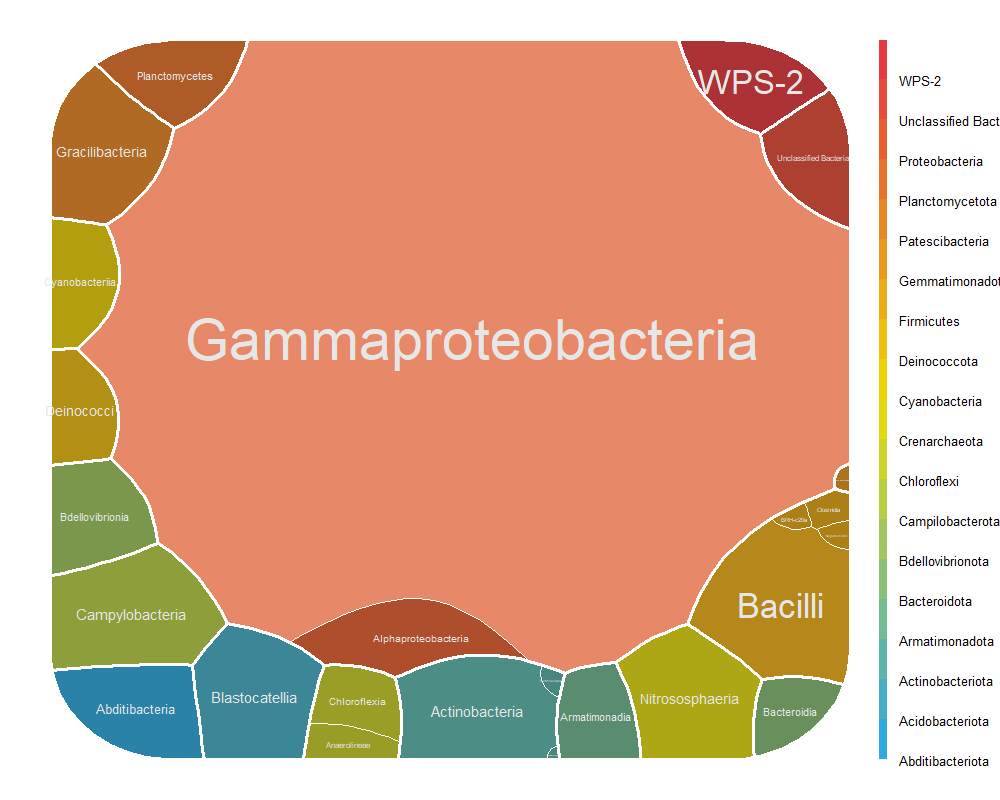 Planctomycetes
WPS-2
Gracilibacteria
Unclassified Bacteria
Cyanobacteriia
Gammaproteobacteria
Deinococci
Bdellovibrionia
Clostridia
Campylobacteria
Bacilli
Alphaproteobacteria
Abditibacteria
Blastocatellia
Chloroflexia
Anaerolineae
Actinobacteria
Armatimonadia
Nitrososphaeria
Bacteroidia
WPS-2
Unclassified Bact
Proteobacteria
Planctomycetota
Patescibacteria
Gemmatimonadot
Firmicutes
Deinococcota
Cyanobacteria
Crenarchaeota
Chloroflexi
Campilobacterota
Bdellovibrionota
Bacteroidota
Armatimonadota
Actinobacteriota
Acidobacteriota
Abditibacteriota